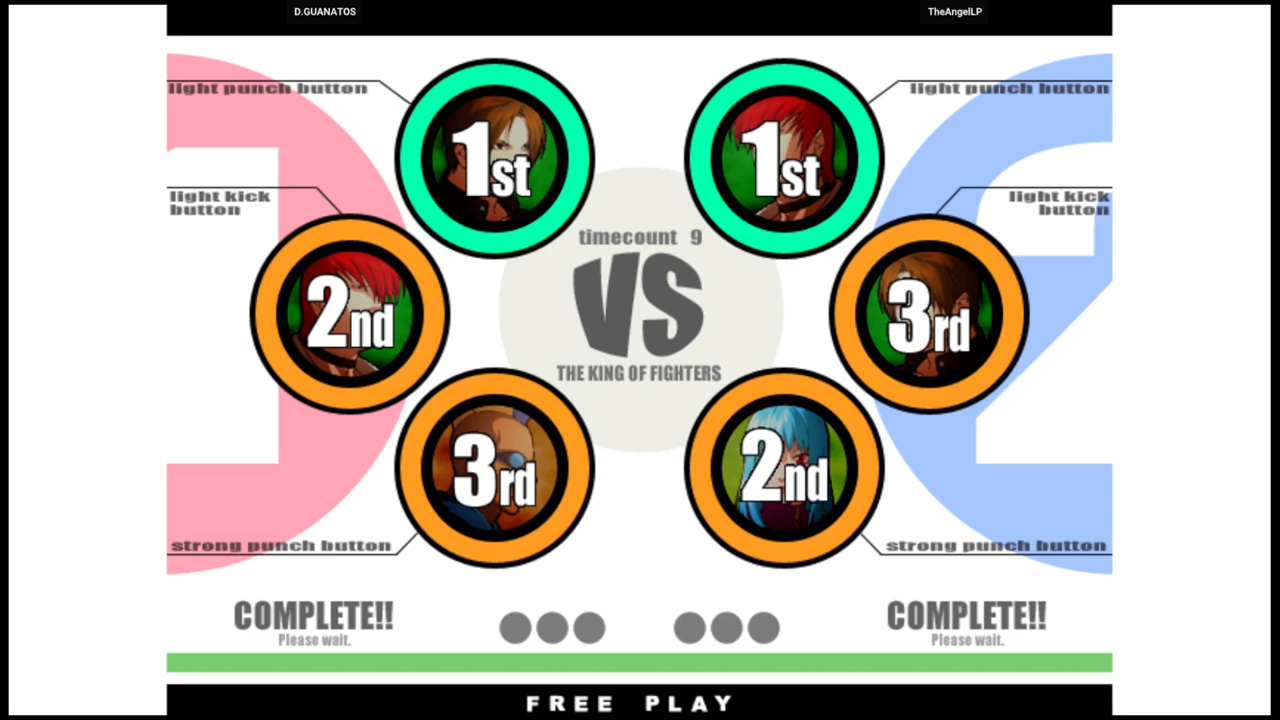 D.GUANATOS
TheAngelLP
light punch button
light punch button
1st
1st
light kick
button
light kick
button
timecount 9
VS
THE KING OF FIGHTERS
2nd
3rd
3rd
2nd
strong punch button
strong punch button
COMPLETE!!
Please wait.
COMPLETE!!
Please wait.
FREE PLAY